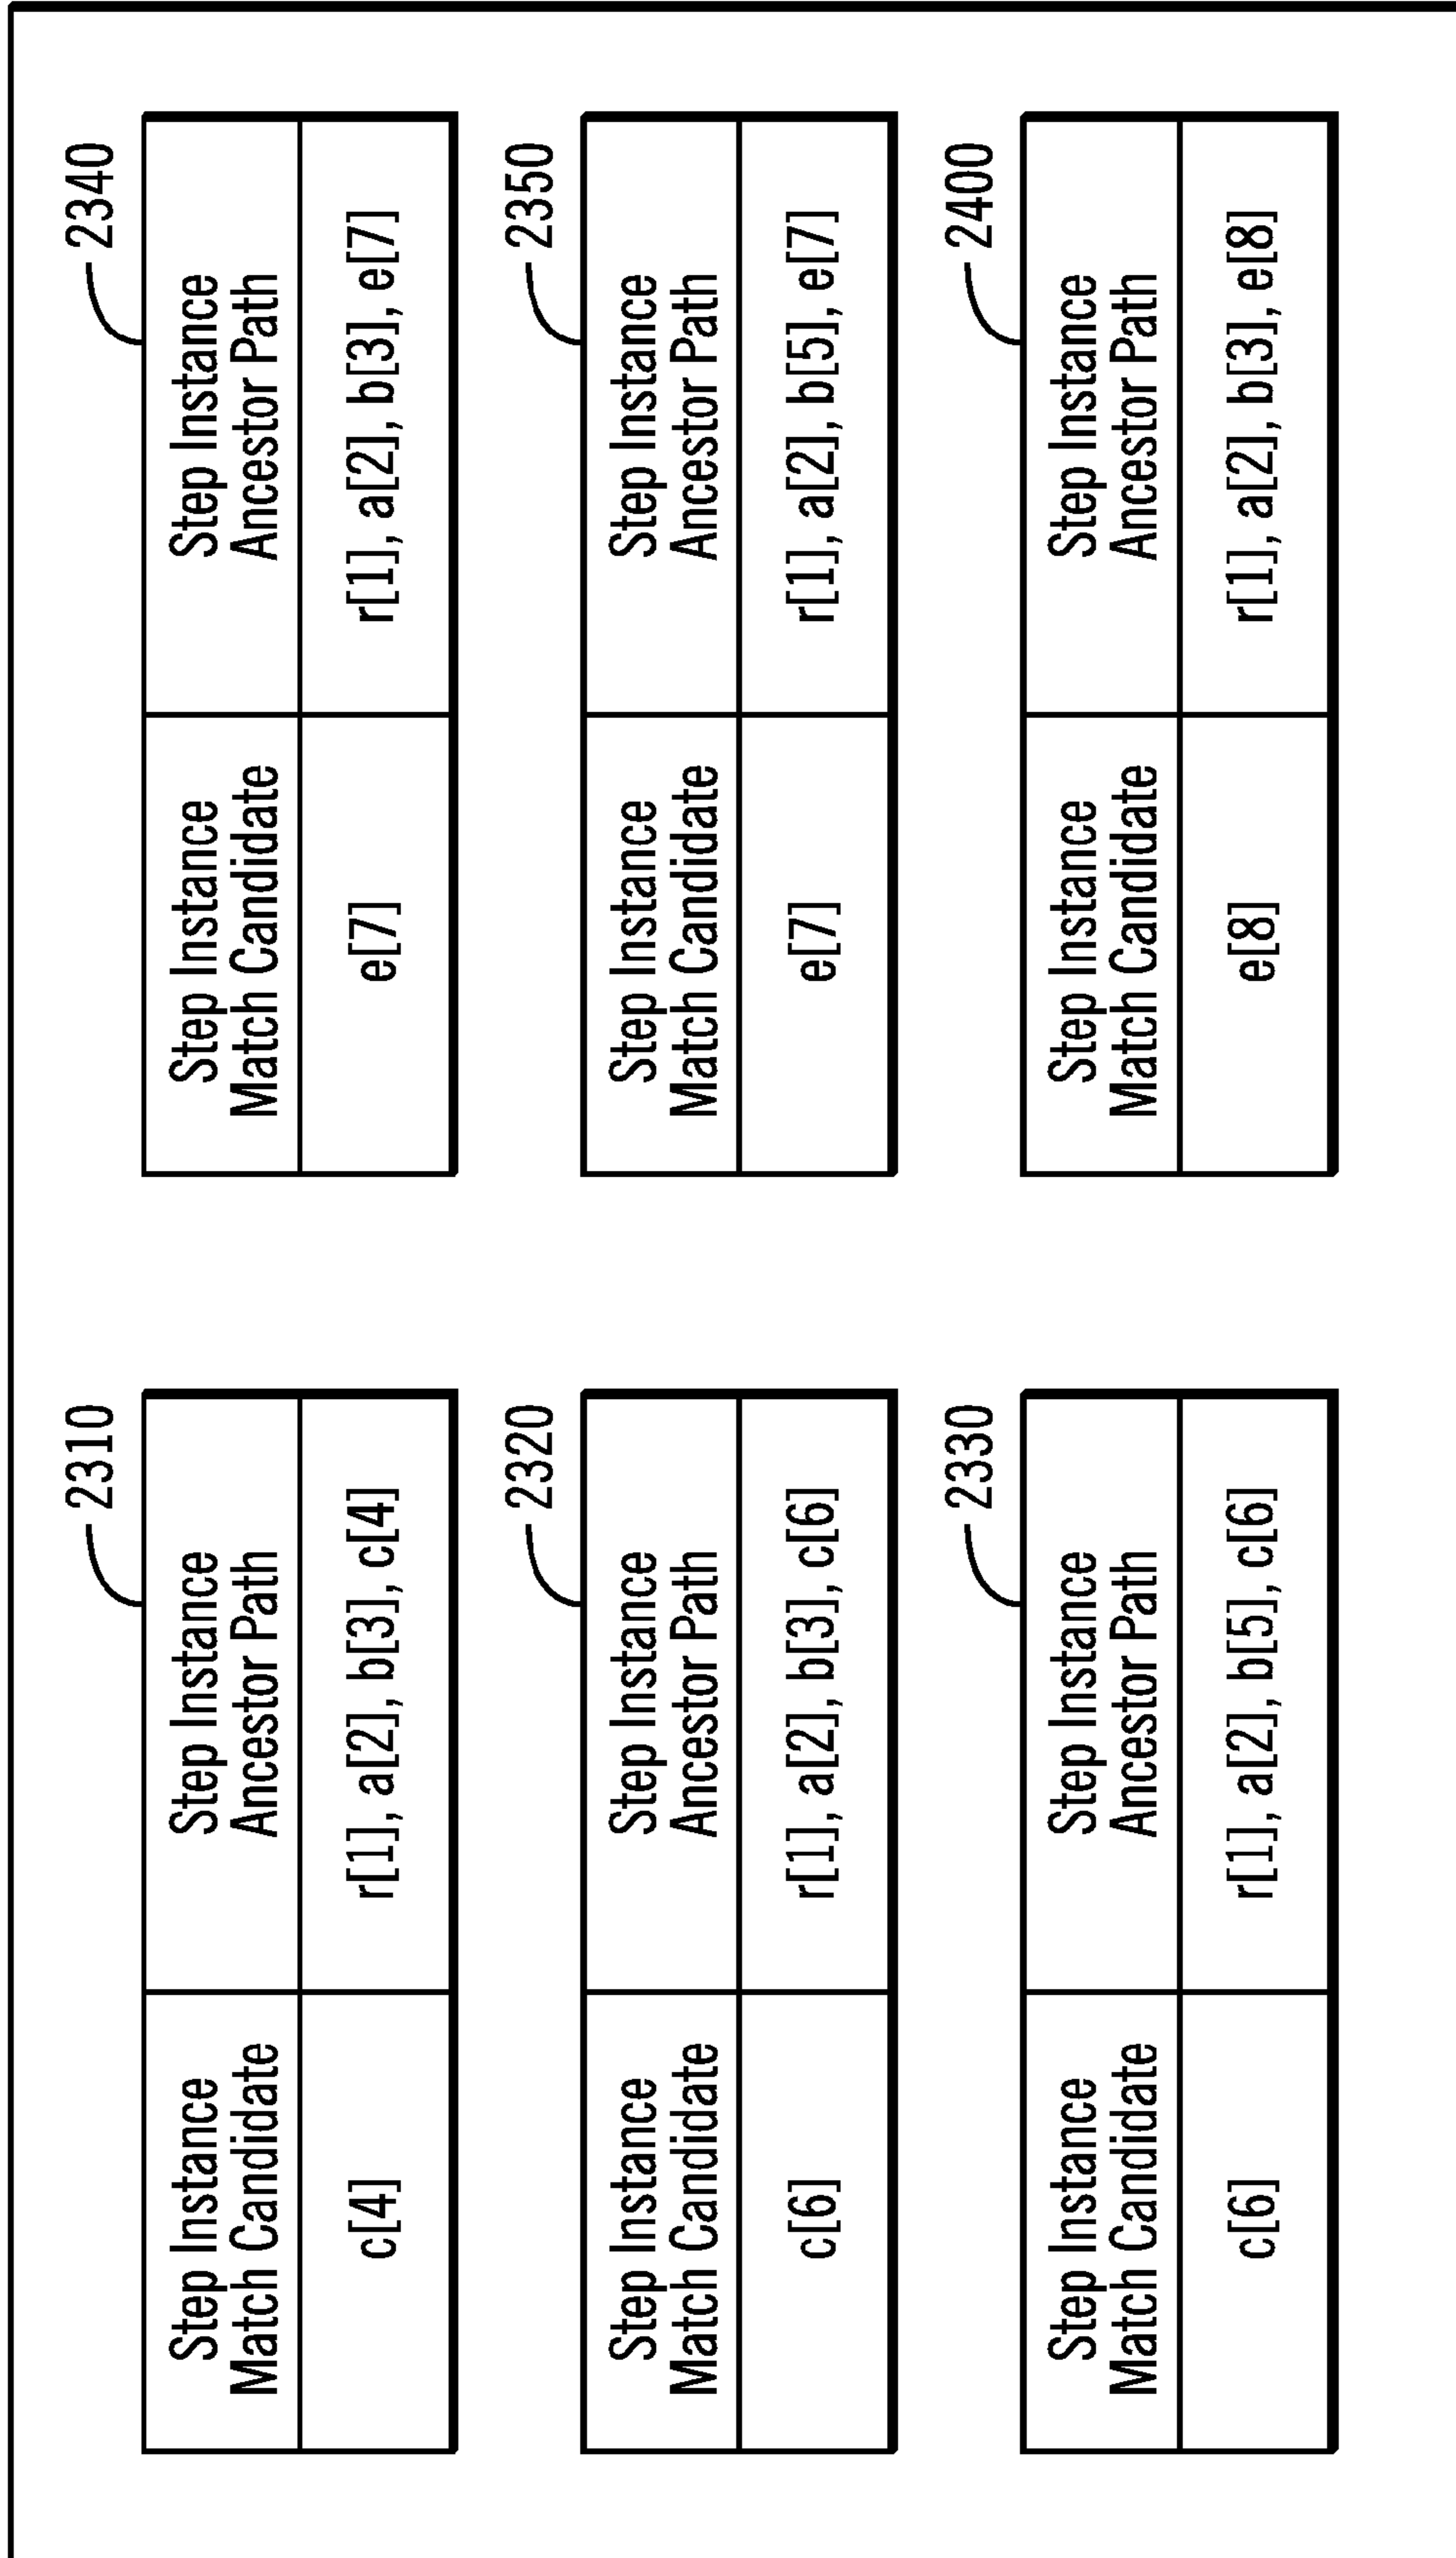 2310
Step Instance
Match Candidate
Step Instance
Ancestor Path
c[4]
r[1], a[2], b[3], c[4]
2340
Step Instance
Match Candidate
Step Instance
Ancestor Path
e[7]
r[1], a[2], b[3], e[7]
2320
Step Instance
Match Candidate
Step Instance
Ancestor Path
c[6]
r[1], a[2], b[3], c[6]
2350
Step Instance
Match Candidate
Step Instance
Ancestor Path
e[7]
r[1], a[2], b[5], e[7]
2330
Step Instance
Match Candidate
Step Instance
Ancestor Path
c[6]
r[1], a[2], b[5], c[6]
2400
Step Instance
Match Candidate
Step Instance
Ancestor Path
e[8]
r[1], a[2], b[3], e[8]